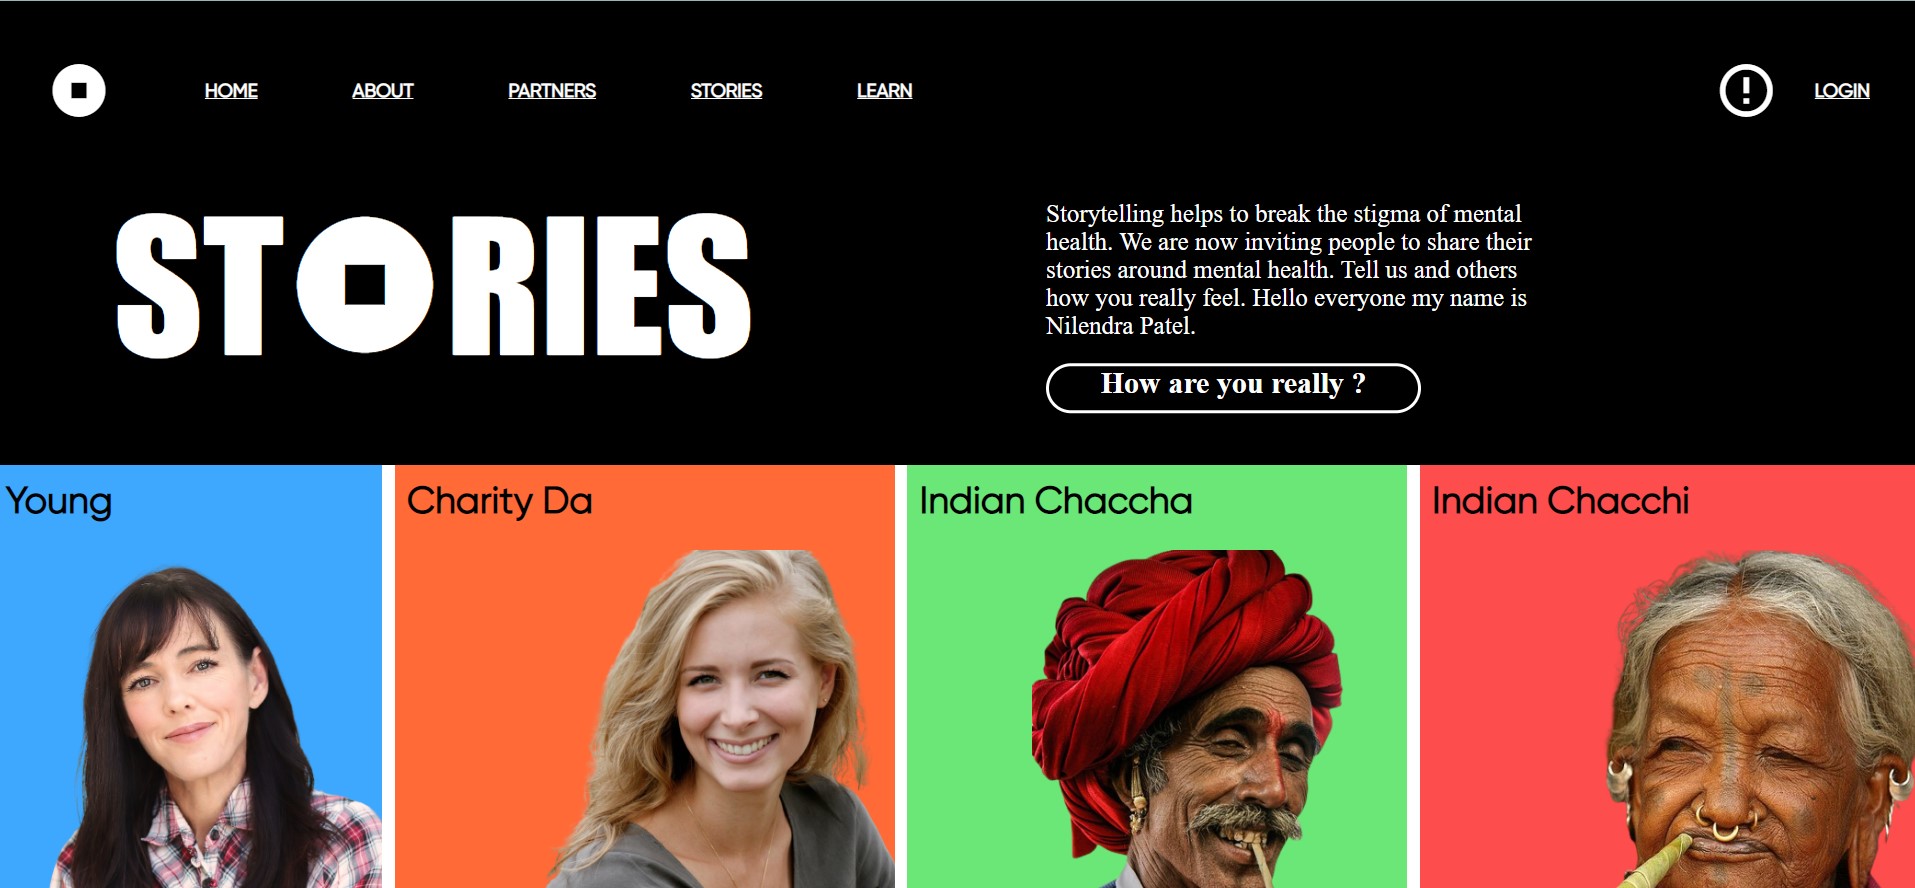 HOME ABOUT PARTNERS STORIES LEARN LOGIN
STORIES
Storytelling helps to break the stigma of mental
health. We are now inviting people to share their
stories around mental health. Tell us and others
how you really feel. Hello everyone my name is
Nilendra Patel.
How are you really ?
Young
Charity Da
Indian Chaccha
Indian Chacchi